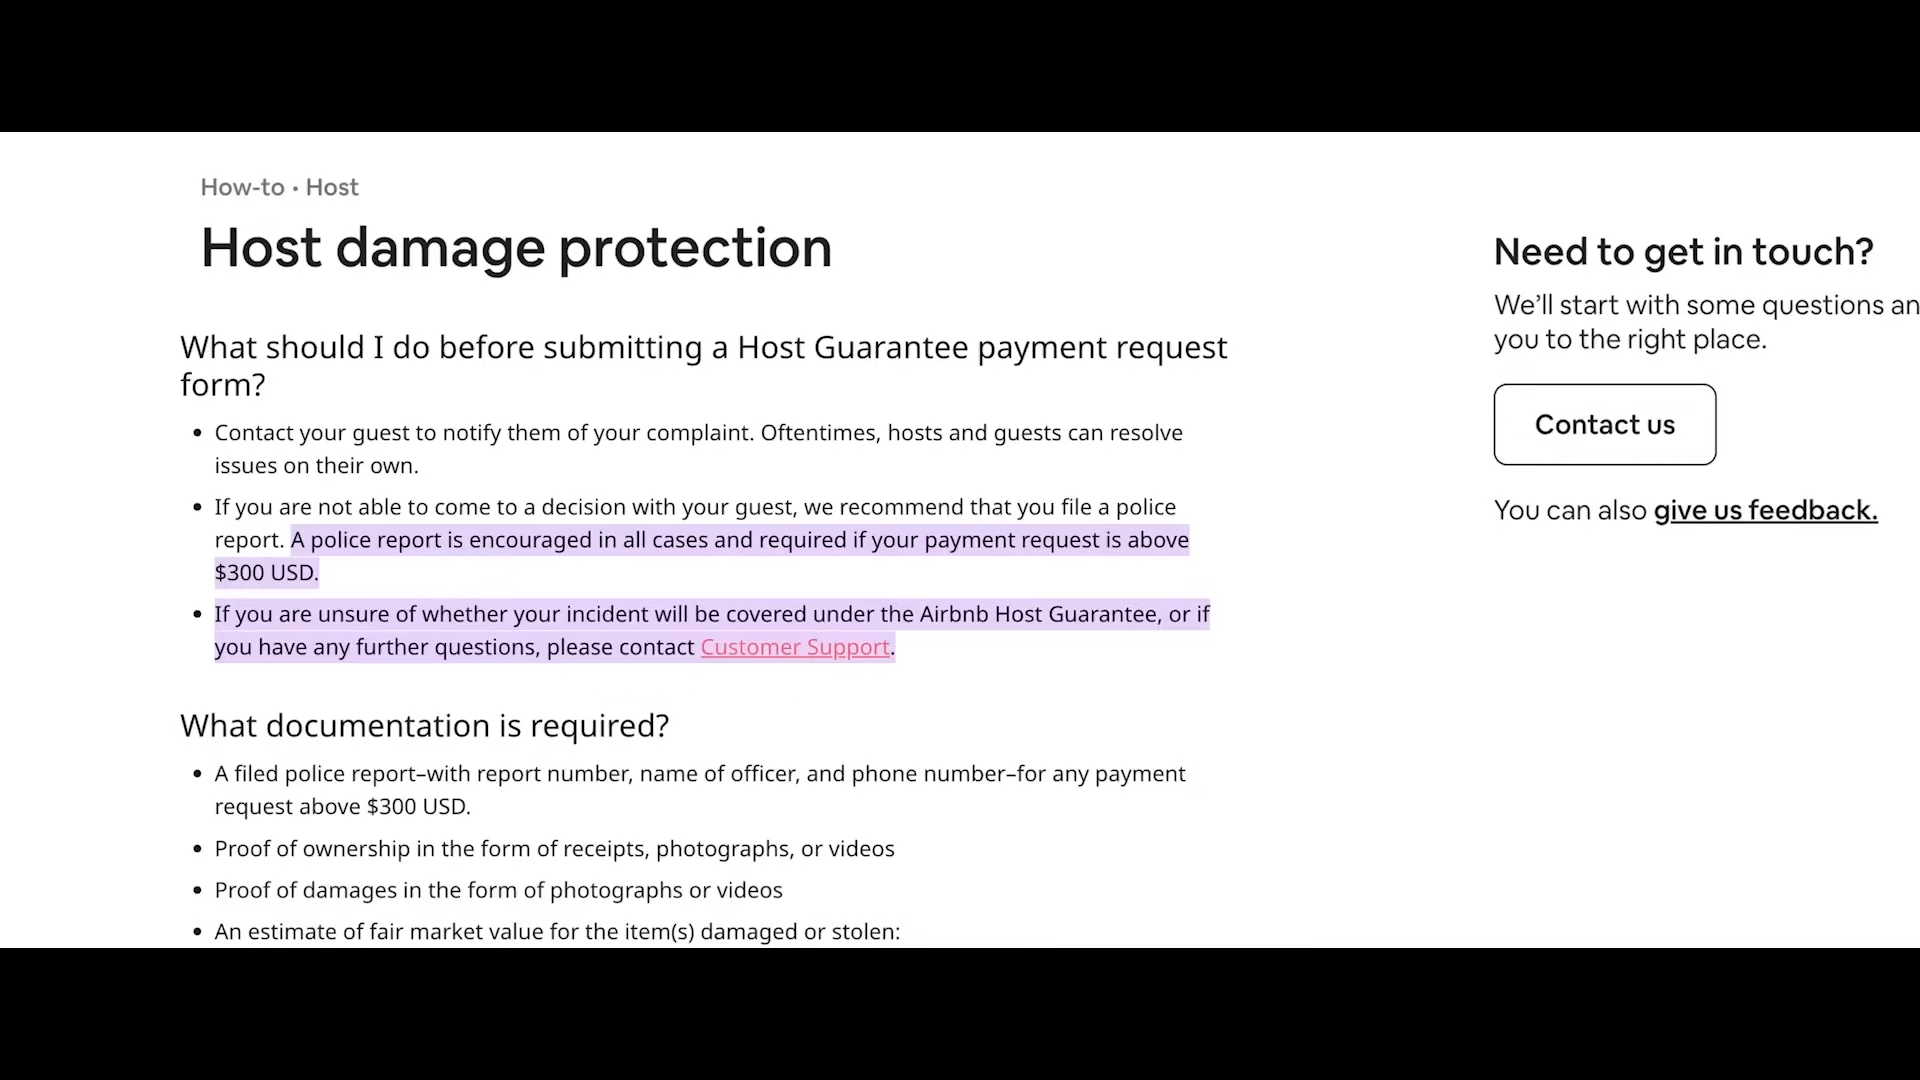 How-to • Host
Host damage protection
What should I do before submitting a Host Guarantee payment request
form?
• Contact your guest to notify them of your complaint. Oftentimes, hosts and guests can resolve
issues on their own.
• If you are not able to come to a decision with your guest, we recommend that you file a police
report. A police report is encouraged in all cases and required if your payment request is above
$300 USD.
• If you are unsure of whether your incident will be covered under the Airbnb Host Guarantee, or if
you have any further questions, please contact Customer Support.
What documentation is required?
• A filed police report–with report number, name of officer, and phone number–for any payment
request above $300 USD.
• Proof of ownership in the form of receipts, photographs, or videos
• Proof of damages in the form of photographs or videos
• An estimate of fair market value for the item(s) damaged or stolen:
Need to get in touch?
We’ll start with some questions an
you to the right place.
Contact us
You can also give us feedback.